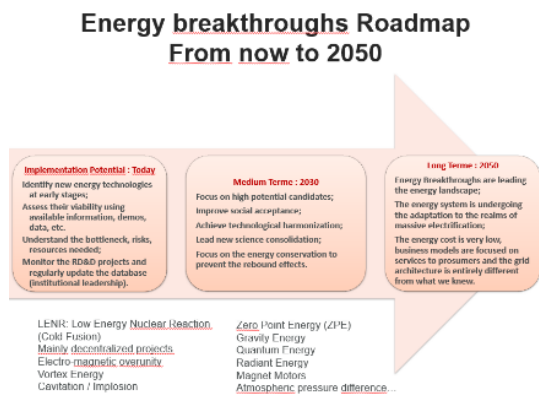 Energy breakthroughs Roadmap
From now to 2050
Implementation Potential : Today
Identify new energy technologies
at early stages;
Assess their viability using
available information, demos,
data, etc.
Understand the bottleneck, risks,
resources needed;
Monitor the RD&D projects and
regularly update the database
(institutional leadership).
Medium Terme : 2030
Focus on high potential candidates;
Improve social acceptance;
Achieve technological harmonization;
Lead new science consolidation;
Focus on the energy conservation to
prevent the rebound effects.
Long Terme : 2050
Energy Breakthroughs are leading
the energy landscape;
The energy system is undergoing
the adaptation to the realms of
massive electrification;
The energy cost is very low,
business models are focused on
services to prosumers and the grid
architecture is entirely different
from what we knew.
LENR: Low Energy Nuclear Reaction
(Cold Fusion)
Mainly decentralized projects
Electro-magnetic overunity
Vortex Energy
Cavitation / Implosion
Zero Point Energy (ZPE)
Gravity Energy
Quantum Energy
Radiant Energy
Magnet Motors
Atmospheric pressure difference...